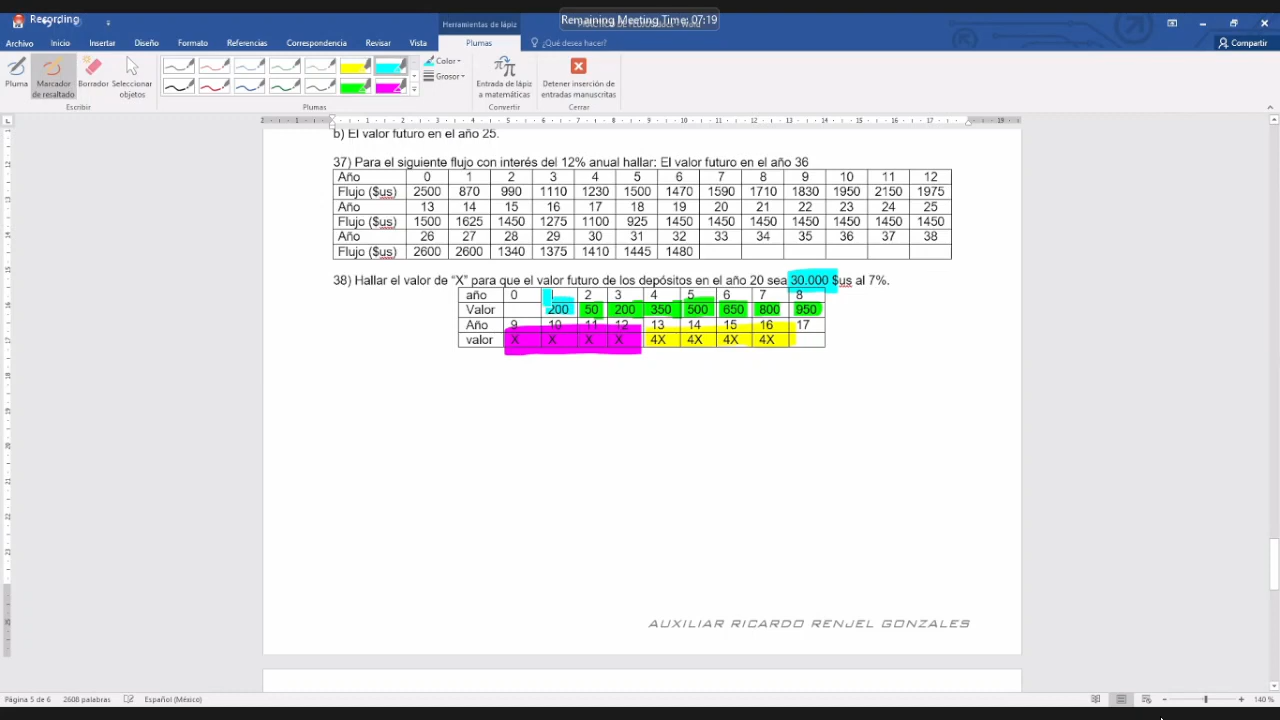 Recording
Herramientas de lápiz
Remaining Meeting Time: 07:19
Archivo Inicio Insertar Diseño Formato Referencias Correspondencia Revisar Vista Plumas ¿Qué desea hacer? Compartir
Pluma Marcador de resaltado Borrador Seleccionar objetos Color Grosor Entrada de lápiz a matemáticas Detener inserción de entradas manuscritas
Escribir Plumas Convertir Cerrar
b) El valor futuro en el año 25.
37) Para el siguiente flujo con interés del 12% anual hallar: El valor futuro en el año 36
Año 0 1 2 3 4 5 6 7 8 9 10 11 12
Flujo ($us) 2500 870 990 1110 1230 1500 1470 1590 1710 1830 1950 2150 1975
Año 13 14 15 16 17 18 19 20 21 22 23 24 25
Flujo ($us) 1500 1625 1450 1275 1100 925 1450 1450 1450 1450 1450 1450 1450
Año 26 27 28 29 30 31 32 33 34 35 36 37 38
Flujo ($us) 2600 2600 1340 1375 1410 1445 1480
38) Hallar el valor de “X” para que el valor futuro de los depósitos en el año 20 sea 30.000 $us al 7%.
año 0 1 2 3 4 5 6 7 8
Valor 200 50 200 350 500 650 800 950
Año 9 10 11 12 13 14 15 16 17
valor X X X X 4X 4X 4X 4X
AUXILIAR RICARDO RENJEL GONZALES
Página 5 de 6 2608 palabras Español (México) 140 %